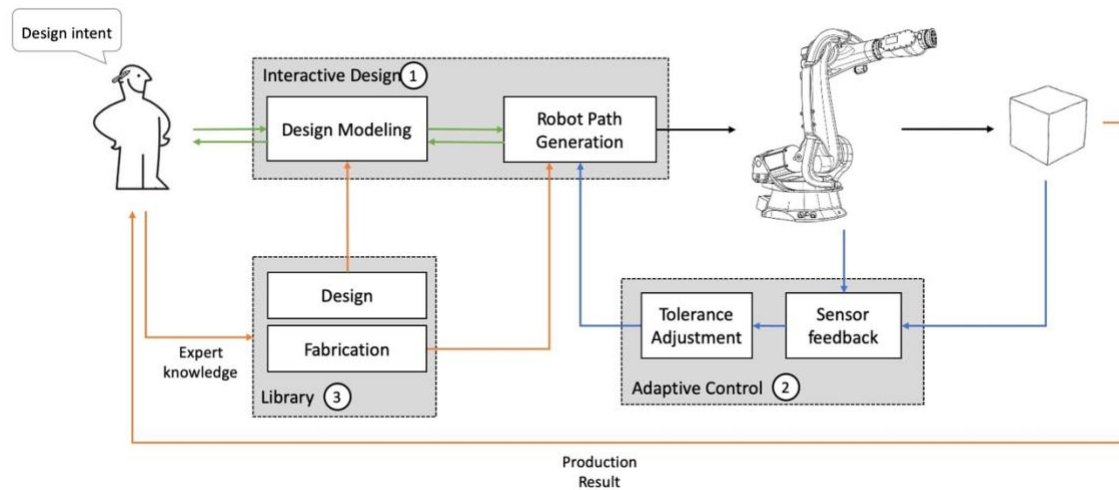 Design intent
Interactive Design 1
Design Modeling
Robot Path
Generation
Design
Fabrication
Library 3
Expert
knowledge
Tolerance
Adjustment
Sensor
feedback
Adaptive Control 2
Production
Result